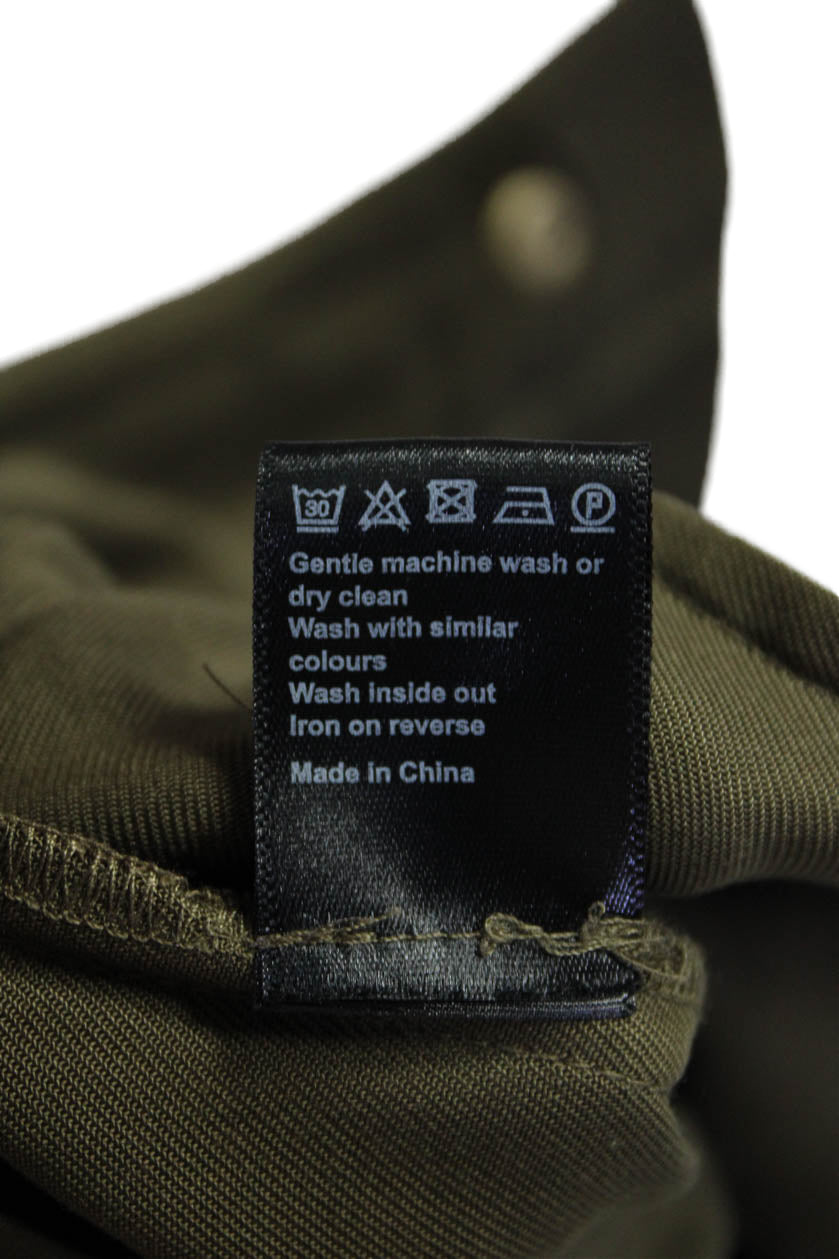 30 P
Gentle machine wash or
dry clean
Wash with similar
colours
Wash inside out
Iron on reverse
Made in China